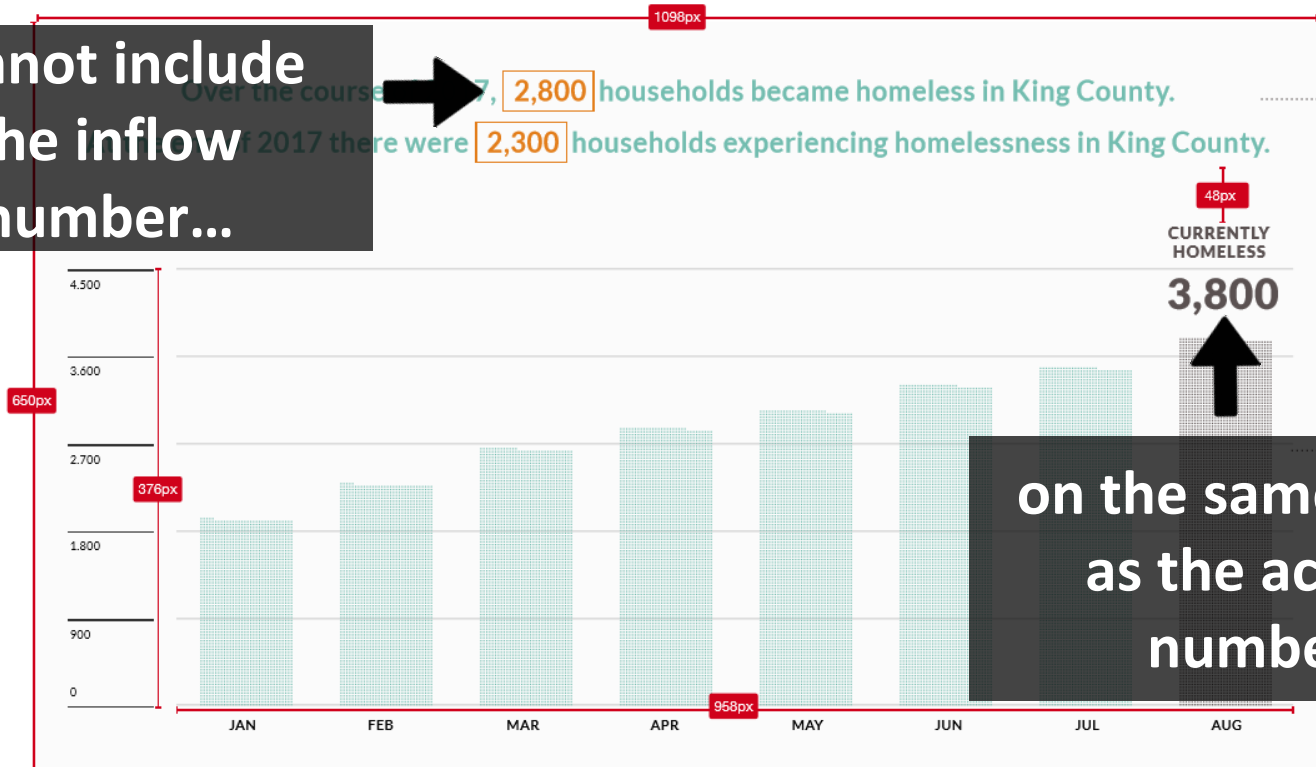 1098px
nnot include
he inflow
number...
Over the course 7, 2,800 households became homeless in King County.
of 2017 there were 2,300 households experiencing homelessness in King County.
48px
CURRENTLY
HOMELESS
3,800
4.500
3.600
650px
2.700
376px
1.800
900
0
on the same
as the ac
numbe
958px
JAN FEB MAR APR MAY JUN JUL AUG